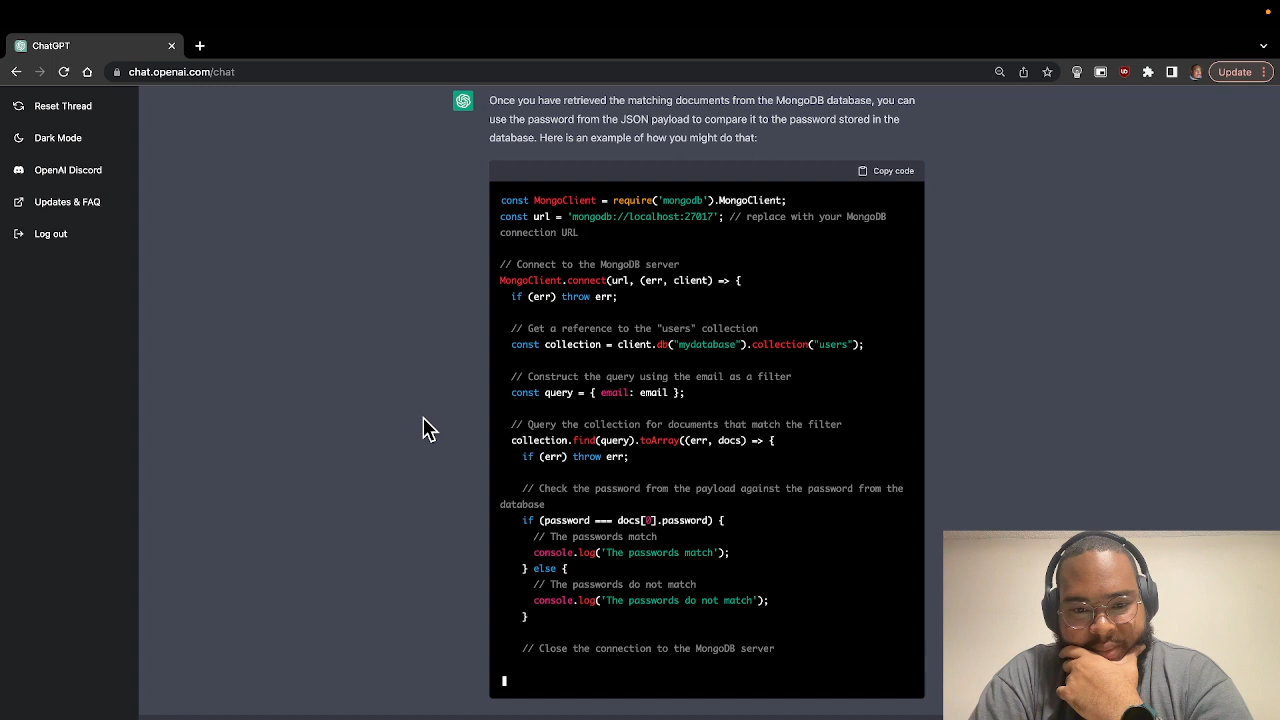 ChatGPT
chat.openai.com/chat
Update
Reset Thread
Dark Mode
OpenAI Discord
Updates & FAQ
Log out
Once you have retrieved the matching documents from the MongoDB database, you can
use the password from the JSON payload to compare it to the password stored in the
database. Here is an example of how you might do that:
Copy code
const MongoClient = require('mongodb').MongoClient;
const url = 'mongodb://localhost:27017'; // replace with your MongoDB
connection URL
// Connect to the MongoDB server
MongoClient.connect(url, (err, client) => {
if (err) throw err;
// Get a reference to the "users" collection
const collection = client.db("mydatabase").collection("users");
// Construct the query using the email as a filter
const query = { email: email };
// Query the collection for documents that match the filter
collection.find(query).toArray((err, docs) => {
if (err) throw err;
// Check the password from the payload against the password from the
database
if (password === docs[0].password) {
// The passwords match
console.log('The passwords match');
} else {
// The passwords do not match
console.log('The passwords do not match');
}
// Close the connection to the MongoDB server